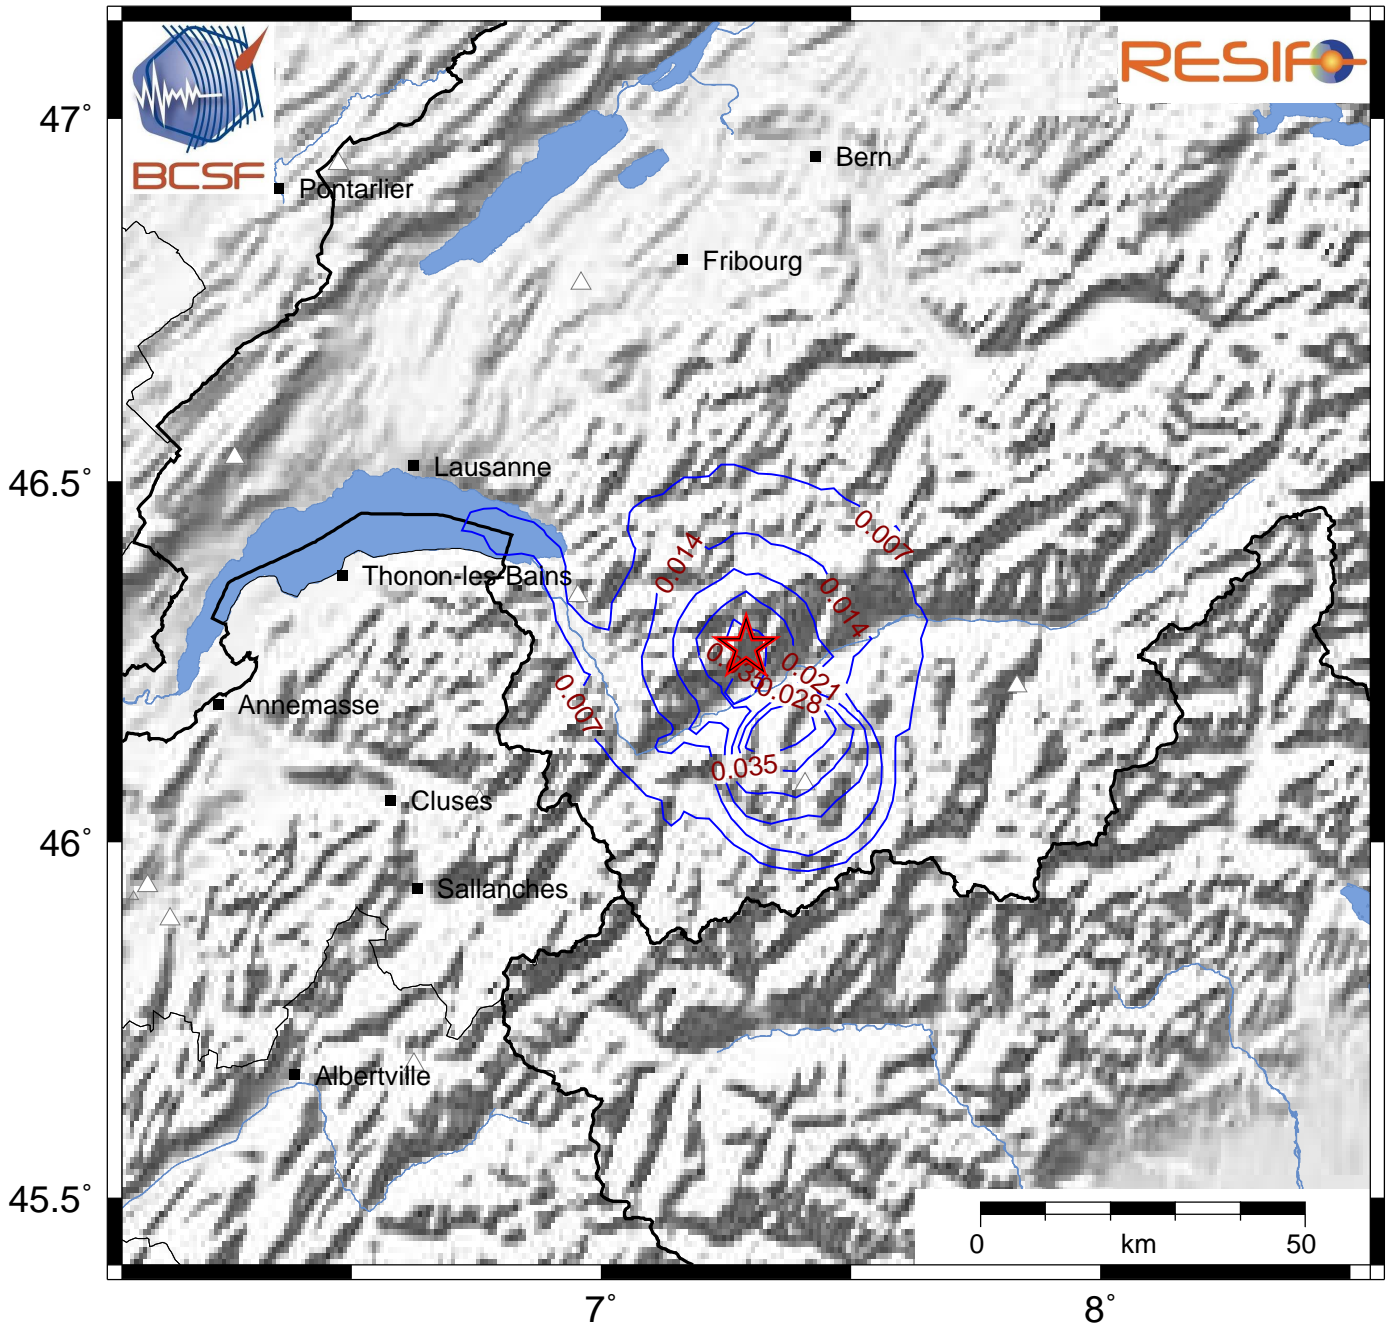 BCSF
RESIF
47°
Bern
Pontarlier
Fribourg
46.5°
Lausanne
0.007
0.014
Thonon-les-Bains
0.014
0.035
0.021
0.028
0.007
Annemasse
0.035
Cluses
46°
Sallanches
Albertville
45.5°
0 km 50
7° 8°